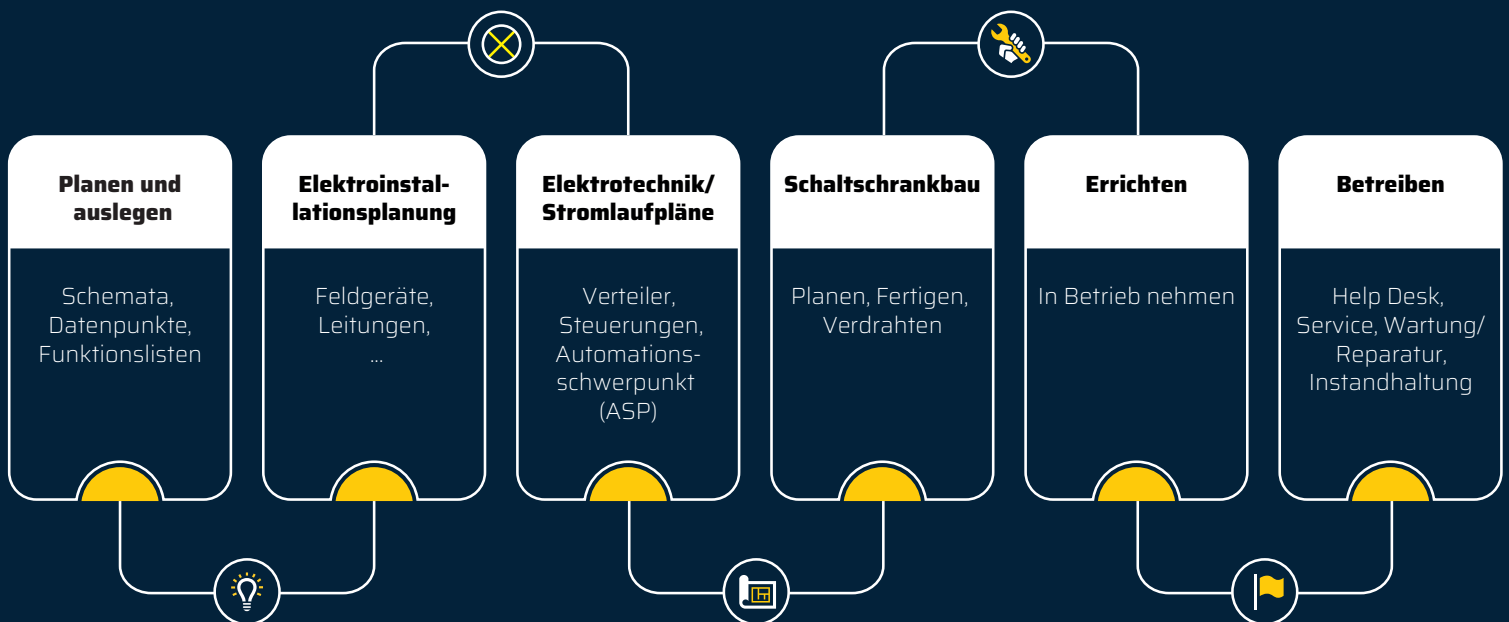 Planen und
auslegen
Schemata,
Datenpunkte,
Funktionslisten
Elektroinstal-
lationsplanung
Feldgeräte,
Leitungen,
...
Elektrotechnik/
Stromlaufpläne
Verteiler,
Steuerungen,
Automations-
schwerpunkt
(ASP)
Schaltschrankbau
Planen, Fertigen,
Verdrahten
Errichten
In Betrieb nehmen
Betreiben
Help Desk,
Service, Wartung/
Reparatur,
Instandhaltung